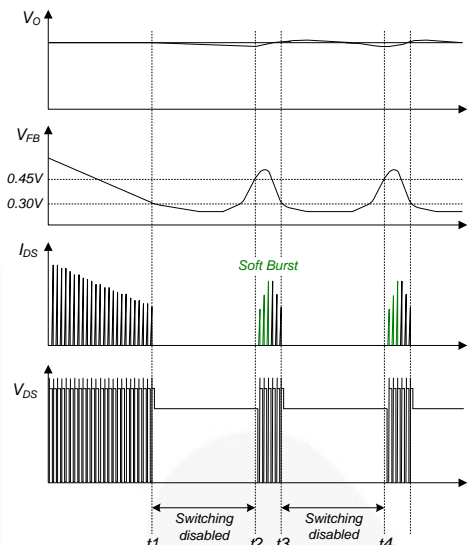 VO
VFB
0.45V
0.30V
IDS
Soft Burst
VDS
Switching
disabled
Switching
disabled
t1 t2 t3 t4